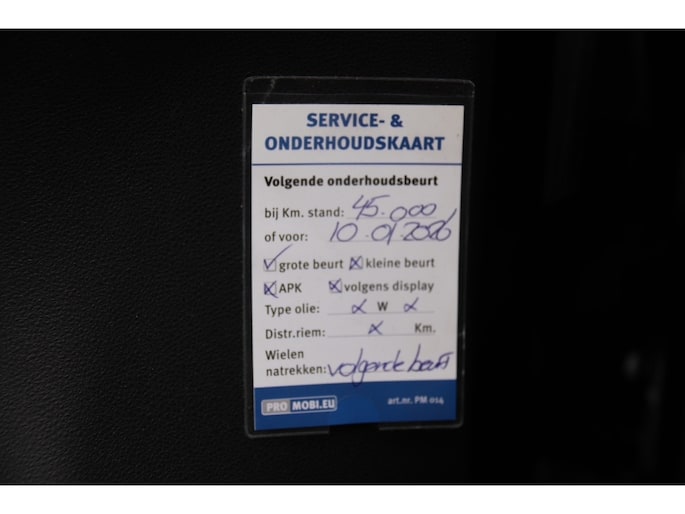 SERVICE- &
ONDERHOUDSKAART
Volgende onderhoudsbeurt
bij Km. stand: 45.000
of voor: 10.01.2026
grote beurt kleine beurt
APK volgens display
Type olie: x W x
Distr.riem: x Km.
Wielen
natrekken: volgende beurt
PRO MOBI.EU art.nr. PM 014